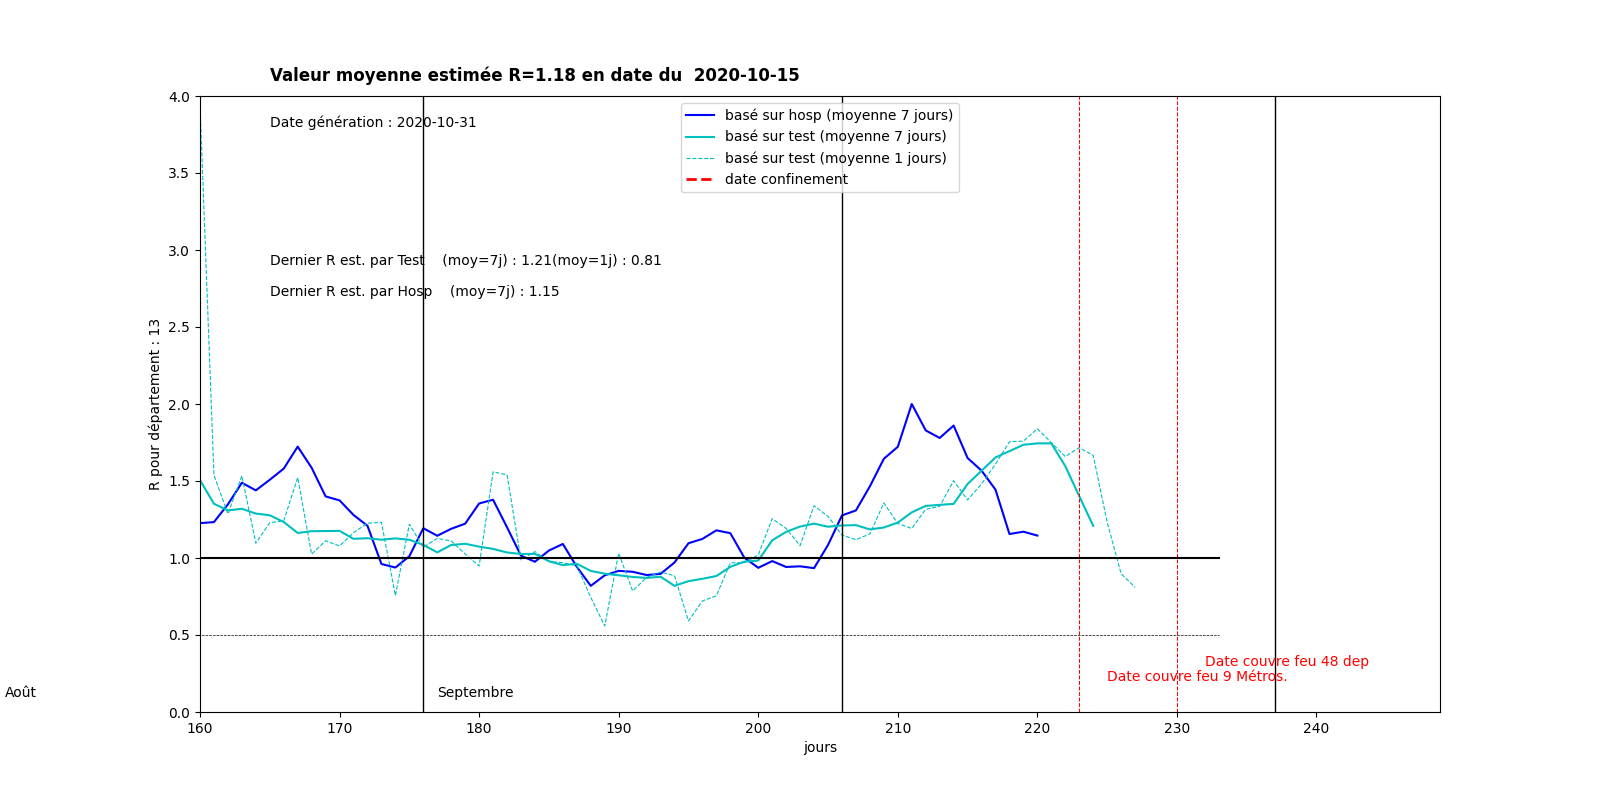 Valeur moyenne estimée R=1.18 en date du  2020-10-15
4.0
Date génération : 2020-10-31
basé sur hosp (moyenne 7 jours)
basé sur test (moyenne 7 jours)
basé sur test (moyenne 1 jours)
date confinement
3.5
3.0
Dernier R est. par Test    (moy=7j) : 1.21(moy=1j) : 0.81
Dernier R est. par Hosp    (moy=7j) : 1.15
2.5
R pour département : 13
2.0
1.5
1.0
0.5
Date couvre feu 48 dep
Date couvre feu 9 Métros.
Août
Septembre
0.0
160 170 180 190 200 210 220 230 240
jours